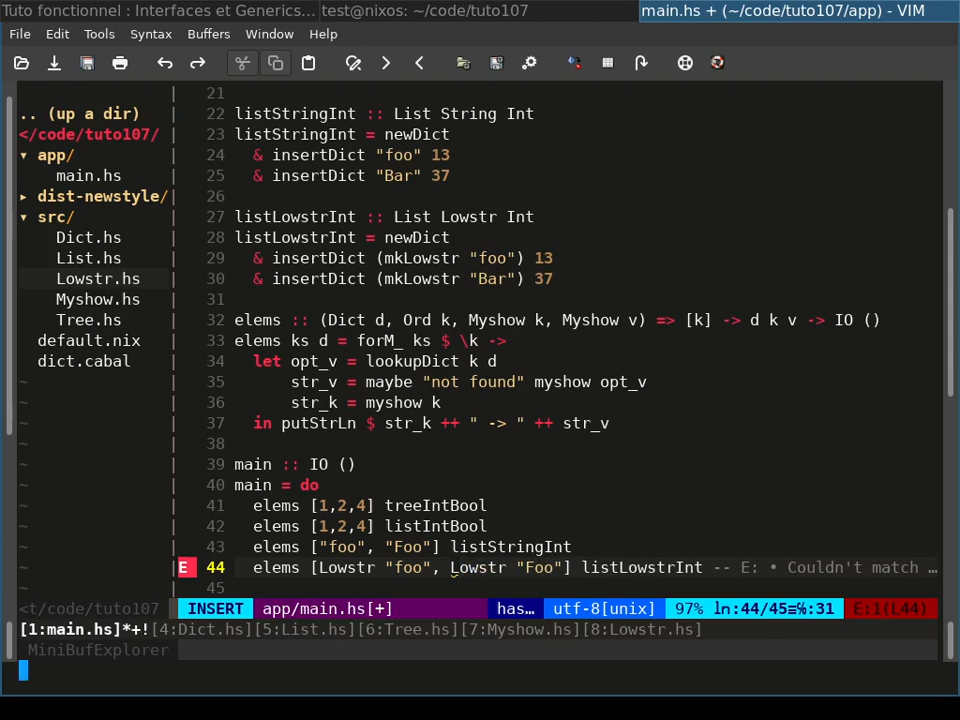 Tuto fonctionnel : Interfaces et Generics... test@nixos: ~/code/tuto107 main.hs + (~/code/tuto107/app) - VIM
File Edit Tools Syntax Buffers Window Help
| 21
.. (up a dir) | 22 listStringInt :: List String Int
</code/tuto107/ | 23 listStringInt = newDict
▾ app/ | 24 & insertDict "foo" 13
main.hs | 25 & insertDict "Bar" 37
▸ dist-newstyle/| 26
▾ src/ | 27 listLowstrInt :: List Lowstr Int
Dict.hs | 28 listLowstrInt = newDict
List.hs | 29 & insertDict (mkLowstr "foo") 13
Lowstr.hs | 30 & insertDict (mkLowstr "Bar") 37
Myshow.hs | 31
Tree.hs | 32 elems :: (Dict d, Ord k, Myshow k, Myshow v) => [k] -> d k v -> IO ()
default.nix | 33 elems ks d = forM_ ks $ \k ->
dict.cabal | 34 let opt_v = lookupDict k d
~ | 35 str_v = maybe "not found" myshow opt_v
~ | 36 str_k = myshow k
~ | 37 in putStrLn $ str_k ++ " -> " ++ str_v
~ | 38
~ | 39 main :: IO ()
~ | 40 main = do
~ | 41 elems [1,2,4] treeIntBool
~ | 42 elems [1,2,4] listIntBool
~ | 43 elems ["foo", "Foo"] listStringInt
~ |E 44 elems [Lowstr "foo", Lowstr "Foo"] listLowstrInt -- E: • Couldn't match …
~ | 45
<t/code/tuto107 INSERT app/main.hs[+] has… utf-8[unix] 97% ln:44/45≡℅:31 E:1(L44)
[1:main.hs]*+![4:Dict.hs][5:List.hs][6:Tree.hs][7:Myshow.hs][8:Lowstr.hs]
MiniBufExplorer